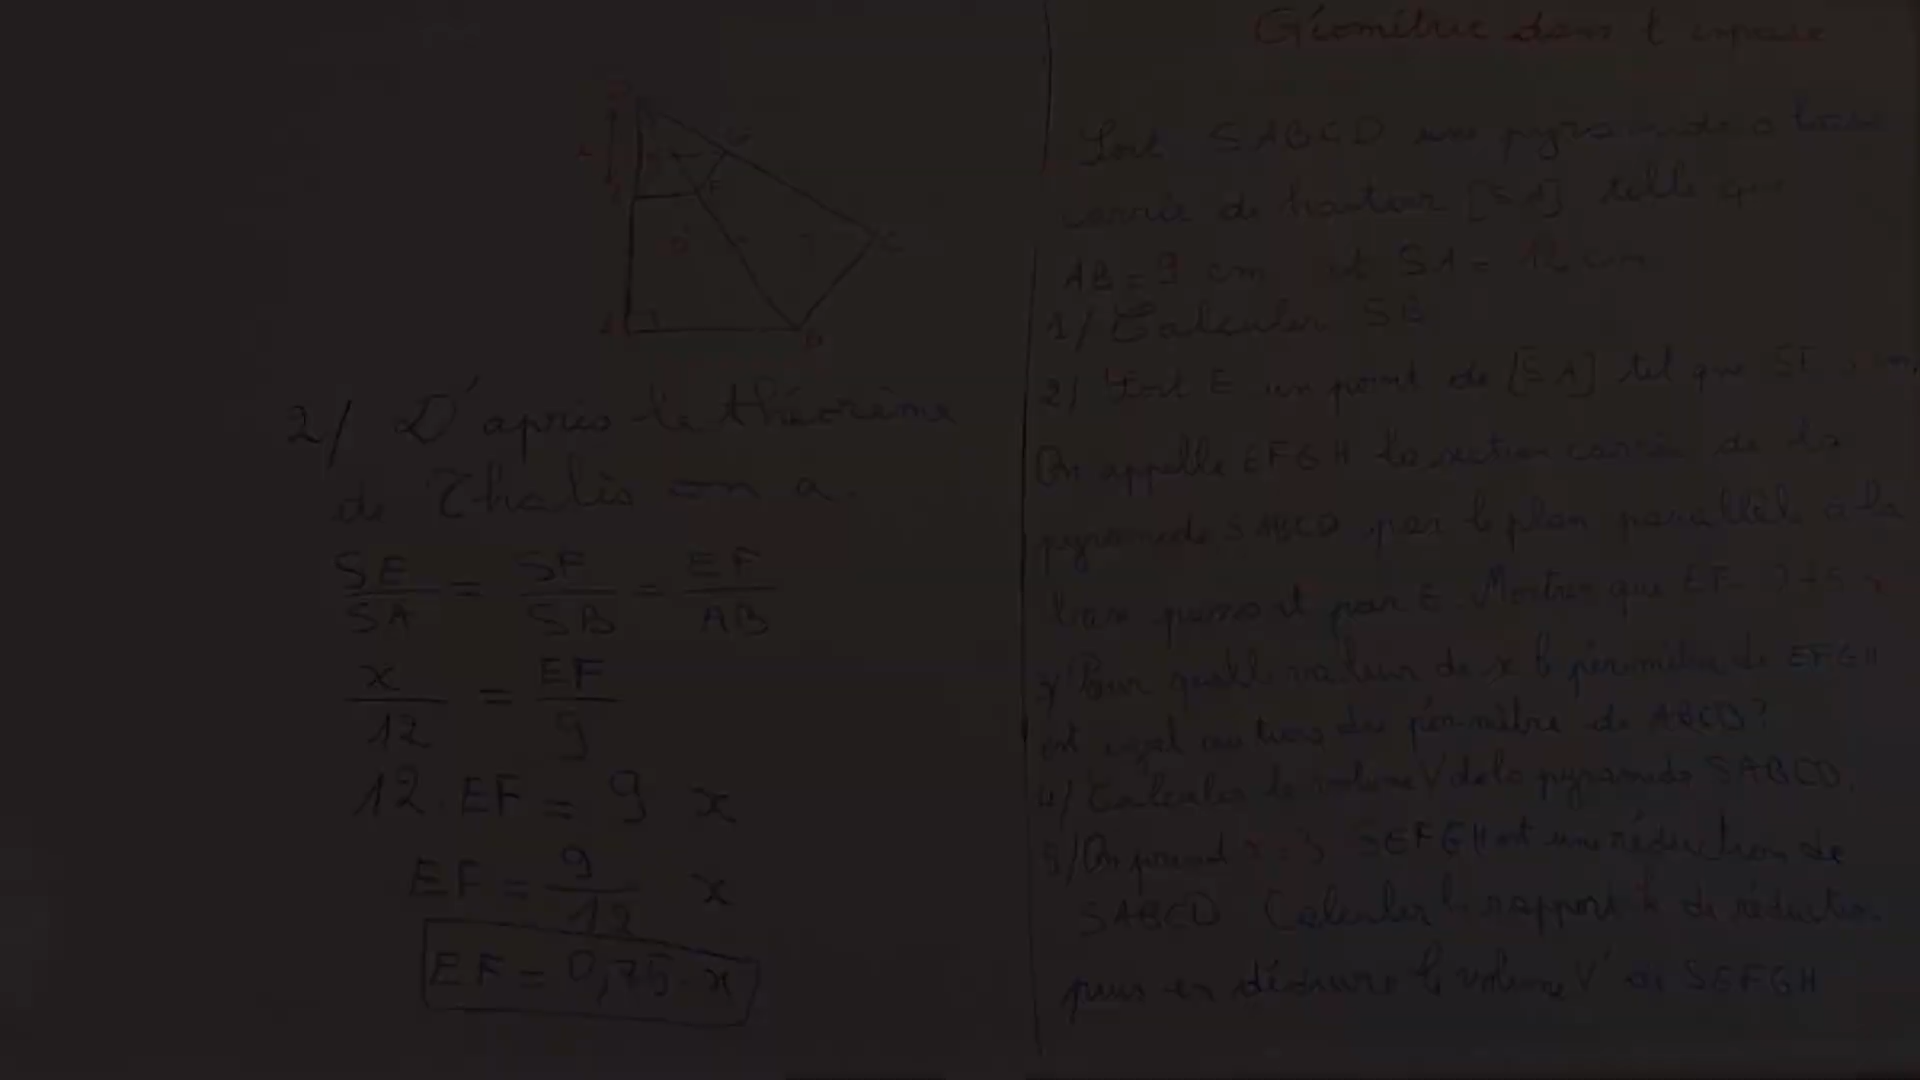 Géométrie dans l'espace
Soit SABCD une pyramide à base
carrée de hauteur [SA] telle que
AB = 9 cm et SA = 12 cm
1/ Calculer SB
2/ Soit E un point de [SA] tel que SE
On appelle EFGH la section carrée de la
pyramide SABCD par le plan parallèle à la
base passant par E. Montrer que EF =
3/ Pour quelle valeur de x le périmètre de EFGH
est égal au tiers du périmètre de ABCD?
4/ Calculer le volume V de la pyramide SABCD.
5/ On prend x = 3 SEFGH est une réduction de
SABCD Calculer le rapport k de réduction
puis en déduire le volume V' de SEFGH
F
C
2/ D'après le théorème
de Thalès on a.
SE/SA = SF/SB = EF/AB
x/12 = EF/9
12. EF = 9 x
EF = 9/12 x
EF = 0,75. x